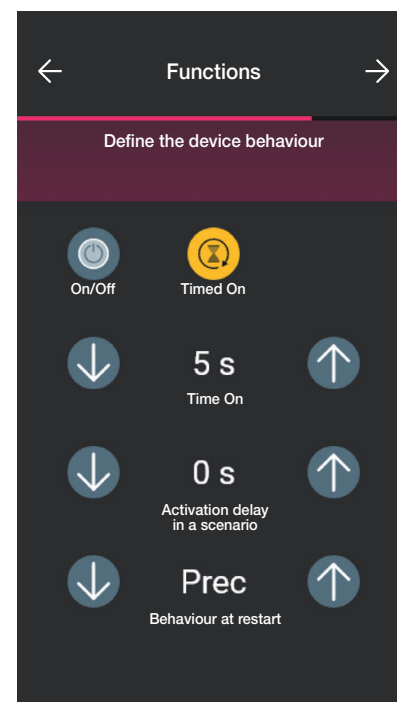 Functions
Define the device behaviour
On/Off
Timed On
5 s
Time On
0 s
Activation delay
in a scenario
Prec
Behaviour at restart